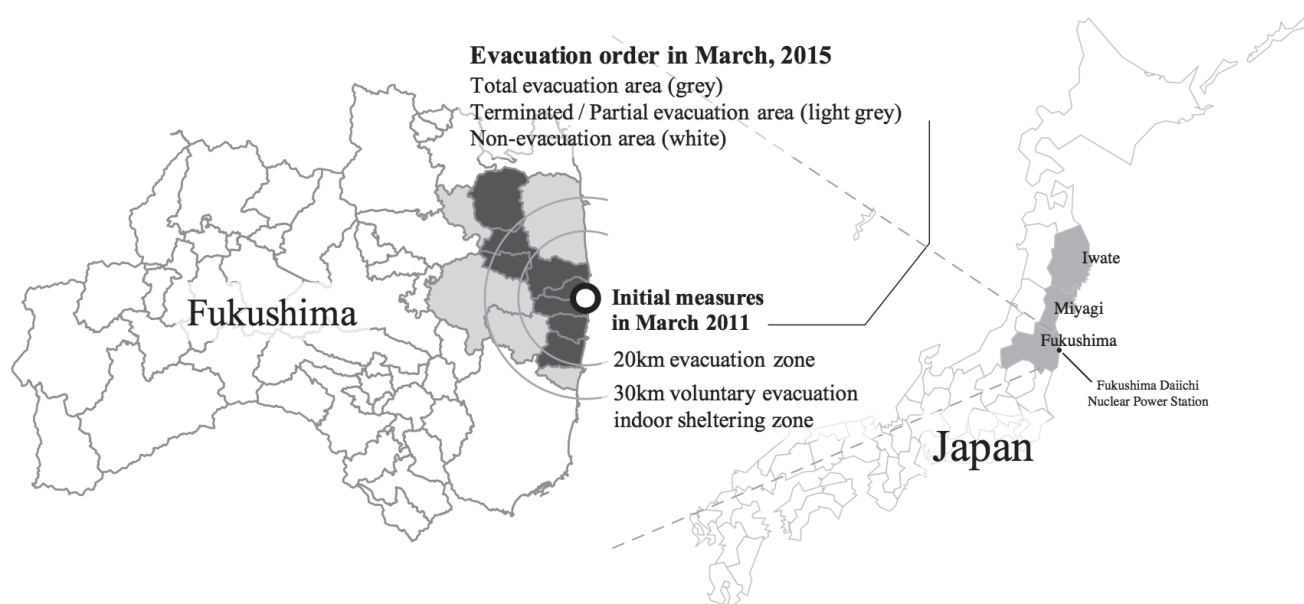 Evacuation order in March, 2015
Total evacuation area (grey)
Terminated / Partial evacuation area (light grey)
Non-evacuation area (white)
Fukushima
Initial measures
in March 2011
20km evacuation zone
30km voluntary evacuation
indoor sheltering zone
Iwate
Miyagi
Fukushima
Fukushima Daiichi
Nuclear Power Station
Japan